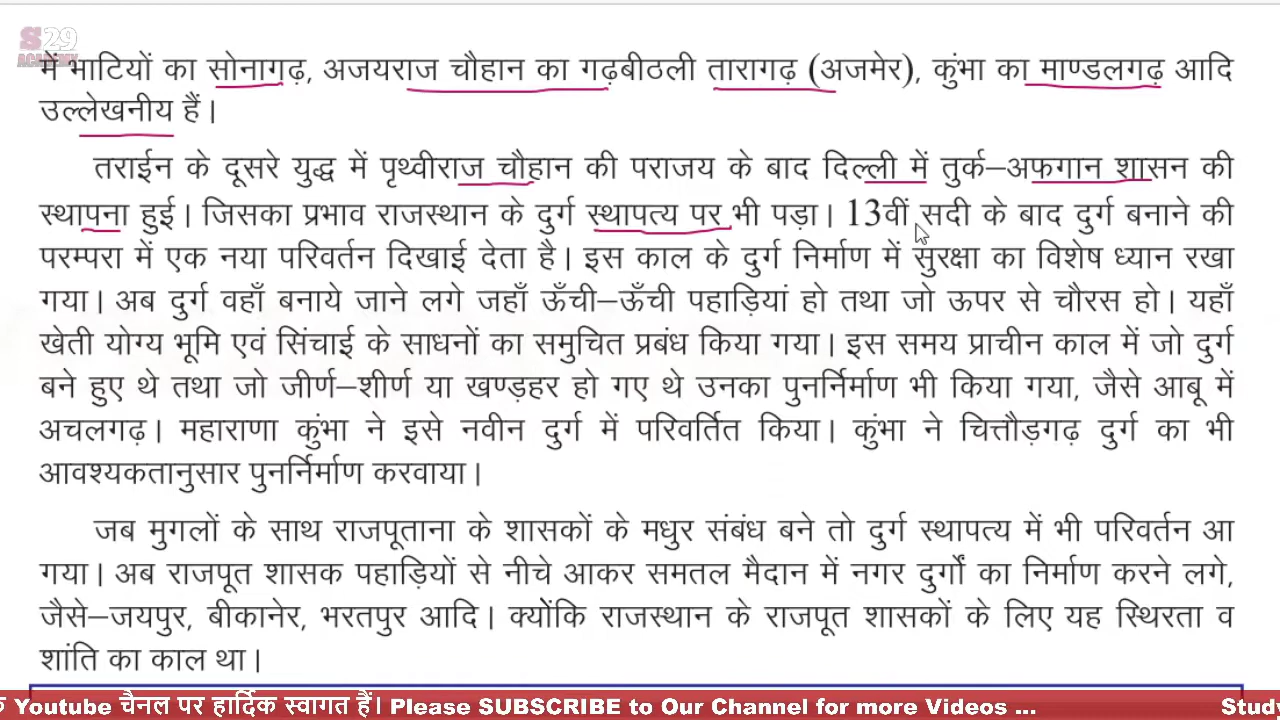 S29
ACADEMY
में भाटियों का सोनागढ़, अजयराज चौहान का गढ़बीठली तारागढ़ (अजमेर), कुंभा का माण्डलगढ़ आदि
उल्लेखनीय हैं।
तराईन के दूसरे युद्ध में पृथ्वीराज चौहान की पराजय के बाद दिल्ली में तुर्क–अफगान शासन की
स्थापना हुई। जिसका प्रभाव राजस्थान के दुर्ग स्थापत्य पर भी पड़ा। 13वीं सदी के बाद दुर्ग बनाने की
परम्परा में एक नया परिवर्तन दिखाई देता है। इस काल के दुर्ग निर्माण में सुरक्षा का विशेष ध्यान रखा
गया। अब दुर्ग वहाँ बनाये जाने लगे जहाँ ऊँची–ऊँची पहाड़ियां हो तथा जो ऊपर से चौरस हो। यहाँ
खेती योग्य भूमि एवं सिंचाई के साधनों का समुचित प्रबंध किया गया। इस समय प्राचीन काल में जो दुर्ग
बने हुए थे तथा जो जीर्ण–शीर्ण या खण्ड़हर हो गए थे उनका पुनर्निर्माण भी किया गया, जैसे आबू में
अचलगढ़। महाराणा कुंभा ने इसे नवीन दुर्ग में परिवर्तित किया। कुंभा ने चित्तौड़गढ़ दुर्ग का भी
आवश्यकतानुसार पुनर्निर्माण करवाया।
जब मुगलों के साथ राजपूताना के शासकों के मधुर संबंध बने तो दुर्ग स्थापत्य में भी परिवर्तन आ
गया। अब राजपूत शासक पहाड़ियों से नीचे आकर समतल मैदान में नगर दुर्गों का निर्माण करने लगे,
जैसे–जयपुर, बीकानेर, भरतपुर आदि। क्योंकि राजस्थान के राजपूत शासकों के लिए यह स्थिरता व
शांति का काल था।
Youtube चैनल पर हार्दिक स्वागत हैं। Please SUBSCRIBE to Our Channel for more Videos ... Study